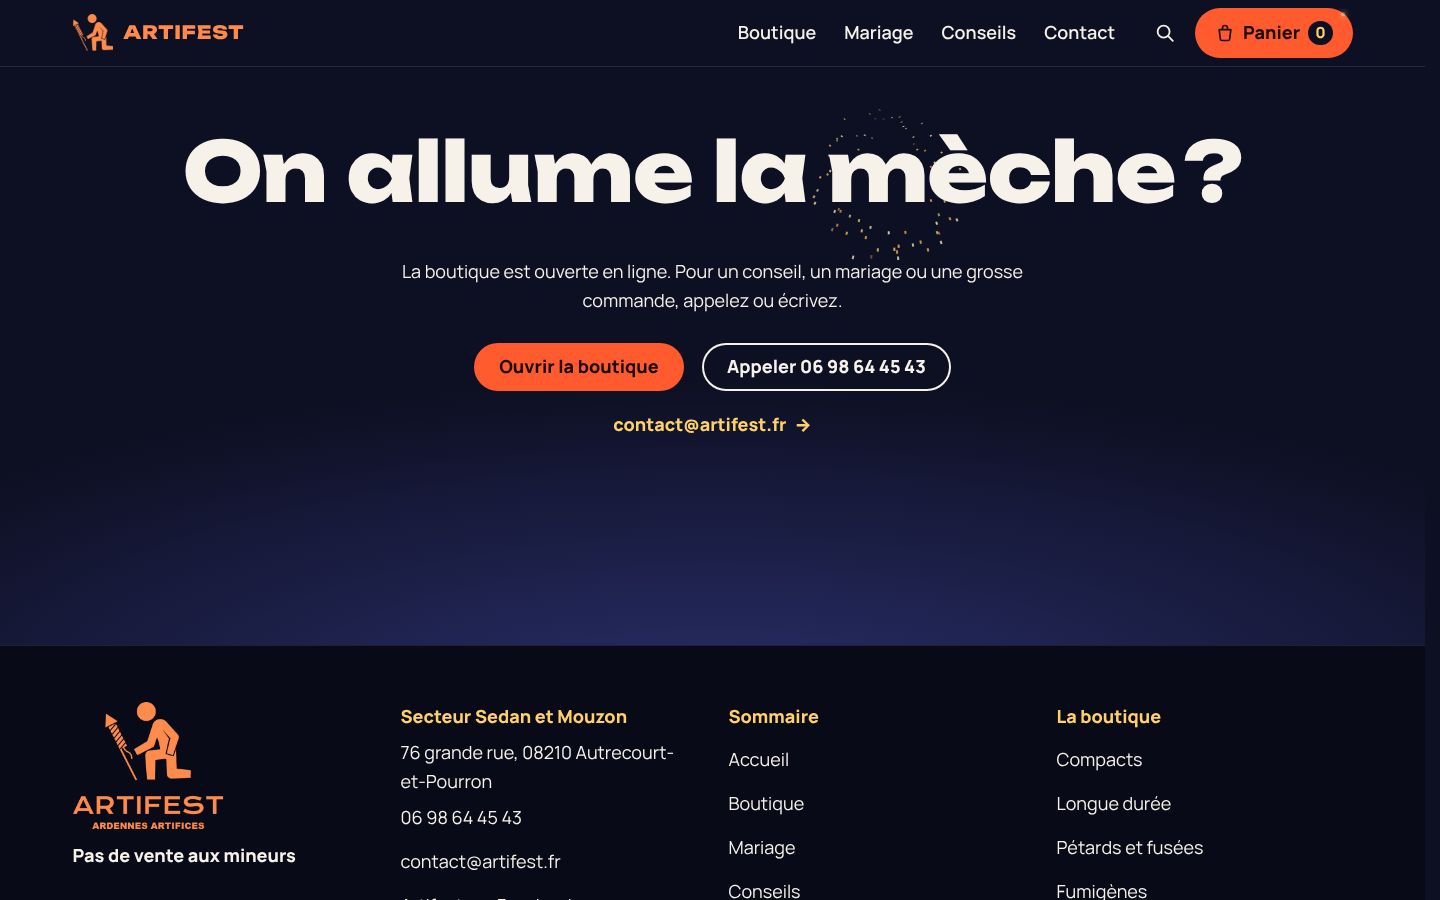 ARTIFEST
Boutique Mariage Conseils Contact Panier 0
On allume la mèche ?
La boutique est ouverte en ligne. Pour un conseil, un mariage ou une grosse
commande, appelez ou écrivez.
Ouvrir la boutique
Appeler 06 98 64 45 43
contact@artifest.fr →
ARTIFEST
ARDENNES ARTIFICES
Pas de vente aux mineurs
Secteur Sedan et Mouzon
76 grande rue, 08210 Autrecourt-
et-Pourron
06 98 64 45 43
contact@artifest.fr
Sommaire
Accueil
Boutique
Mariage
Conseils
La boutique
Compacts
Longue durée
Pétards et fusées
Fumigènes